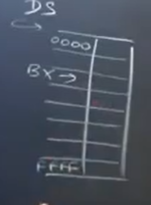 DS
0000
BX →
FFFF